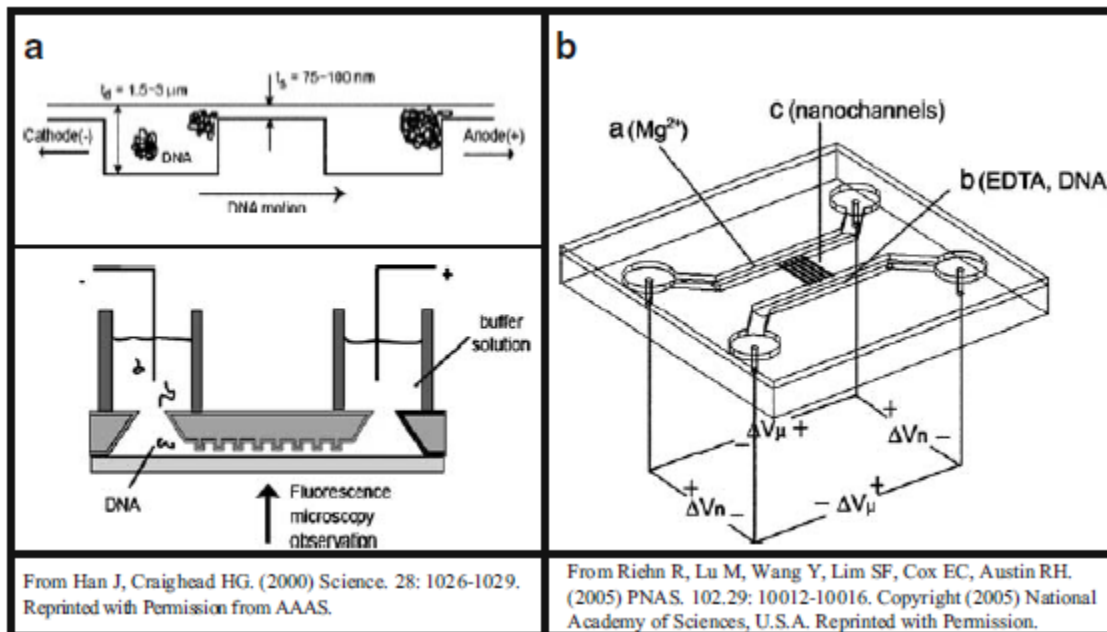 a
t_d = 1.5-3 μm
t_s = 75-100 nm
Cathode(-)
DNA
Anode(+)
DNA motion
-
+
buffer
solution
DNA
Fluorescence
microscopy
observation
From Han J, Craighead HG. (2000) Science. 28: 1026-1029.
Reprinted with Permission from AAAS.
b
c (nanochannels)
a (Mg²⁺)
b (EDTA, DNA
- ΔVμ +
+
ΔVn -
+
ΔVn -
- ΔVμ +
From Riehn R, Lu M, Wang Y, Lim SF, Cox EC, Austin RH.
(2005) PNAS. 102.29: 10012-10016. Copyright (2005) National
Academy of Sciences, U.S.A. Reprinted with Permission.